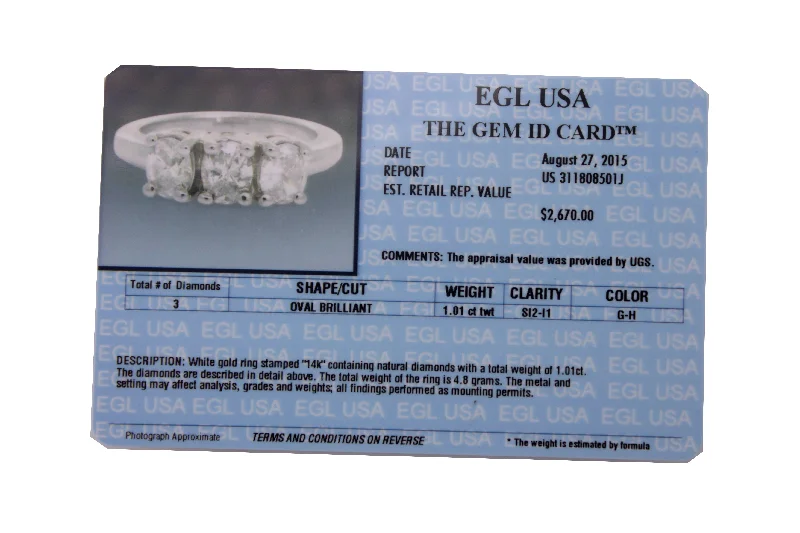 EGL USA
THE GEM ID CARD™
DATE August 27, 2015
REPORT US 311808501J
EST. RETAIL REP. VALUE
$2,670.00
COMMENTS: The appraisal value was provided by UGS.
Total # of Diamonds SHAPE/CUT WEIGHT CLARITY COLOR
3 OVAL BRILLIANT 1.01 ct twt SI2-I1 G-H
DESCRIPTION: White gold ring stamped "14k" containing natural diamonds with a total weight of 1.01ct.
The diamonds are described in detail above. The total weight of the ring is 4.8 grams. The metal and
setting may affect analysis, grades and weights; all findings performed as mounting permits.
Photograph Approximate TERMS AND CONDITIONS ON REVERSE * The weight is estimated by formula